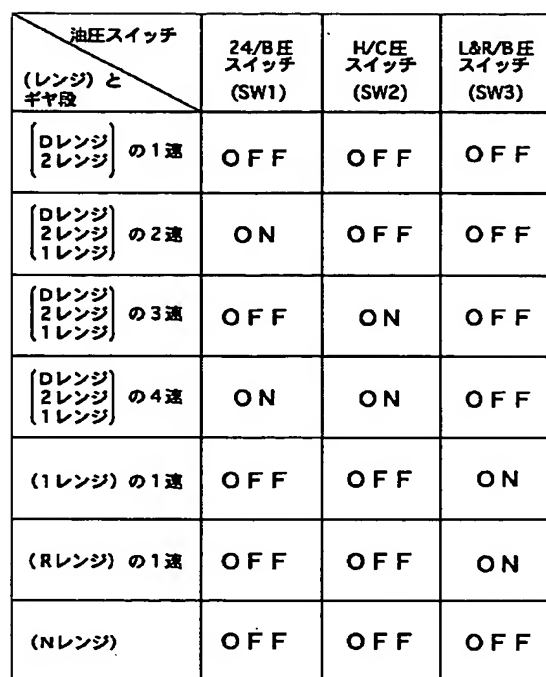 油圧スイッチ
(レンジ) と
ギヤ段
24/B圧
スイッチ
(SW1)
H/C圧
スイッチ
(SW2)
L&R/B圧
スイッチ
(SW3)
Dレンジ
2レンジ
の1速
OFF OFF OFF
Dレンジ
2レンジ
1レンジ
の2速
ON OFF OFF
Dレンジ
2レンジ
1レンジ
の3速
OFF ON OFF
Dレンジ
2レンジ
1レンジ
の4速
ON ON OFF
(1レンジ) の1速 OFF OFF ON
(Rレンジ) の1速 OFF OFF ON
(Nレンジ) OFF OFF OFF